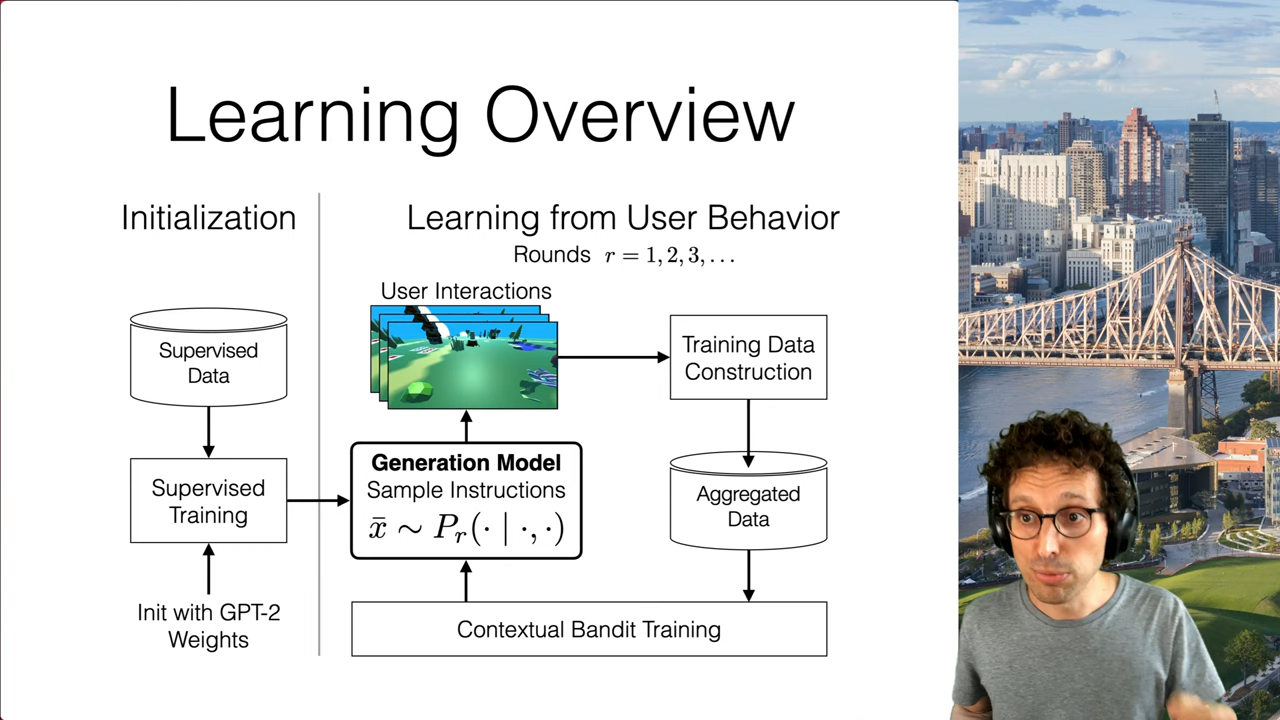 Learning Overview
Initialization
Learning from User Behavior
Rounds r = 1, 2, 3, . . .
User Interactions
Supervised
Data
Training Data
Construction
Generation Model
Sample Instructions
x̄ ∼ Pᵣ(· | ·, ·)
Supervised
Training
Aggregated
Data
Init with GPT-2
Weights
Contextual Bandit Training